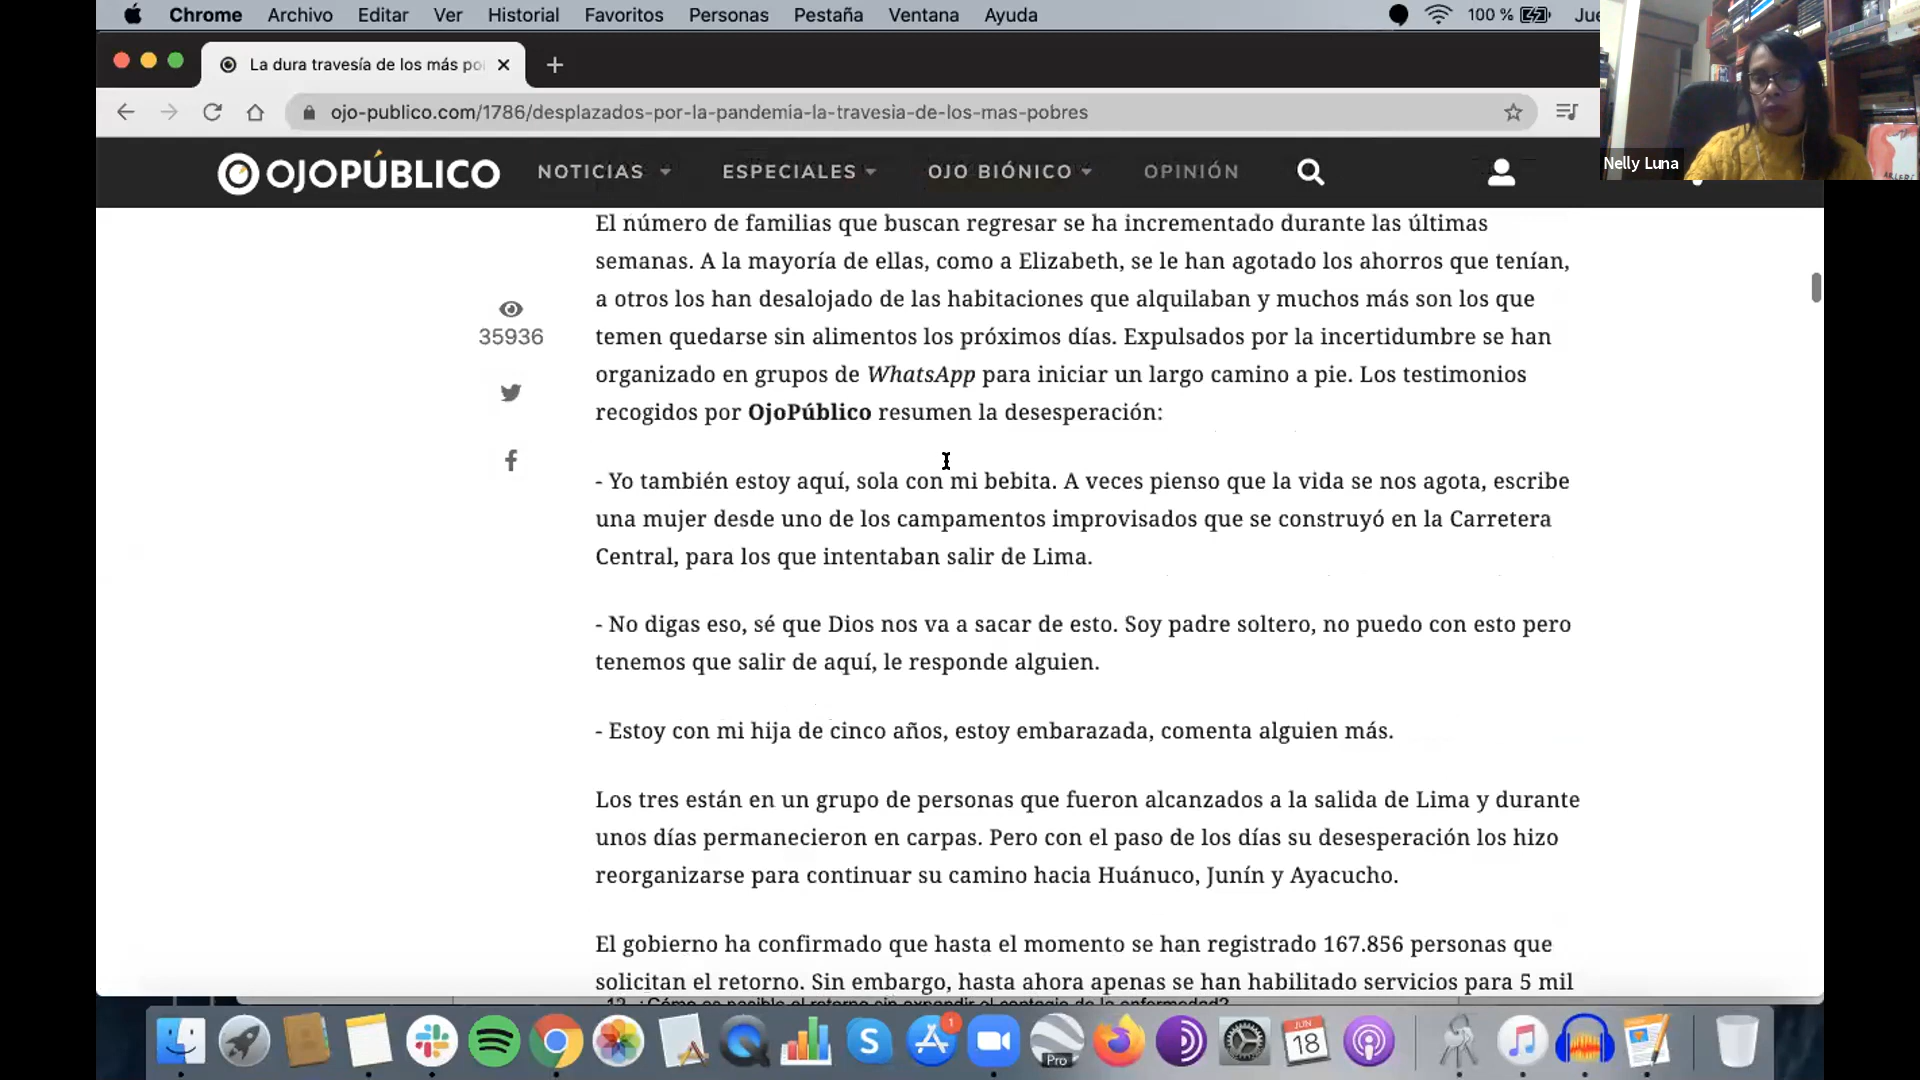 Chrome Archivo Editar Ver Historial Favoritos Personas Pestaña Ventana Ayuda 100 %
La dura travesía de los más
ojo-publico.com/1786/desplazados-por-la-pandemia-la-travesia-de-los-mas-pobres
Nelly Luna
OJOPÚBLICO NOTICIAS ESPECIALES OJO BIÓNICO OPINIÓN
El número de familias que buscan regresar se ha incrementado durante las últimas
semanas. A la mayoría de ellas, como a Elizabeth, se le han agotado los ahorros que tenían,
a otros los han desalojado de las habitaciones que alquilaban y muchos más son los que
temen quedarse sin alimentos los próximos días. Expulsados por la incertidumbre se han
organizado en grupos de WhatsApp para iniciar un largo camino a pie. Los testimonios
recogidos por OjoPúblico resumen la desesperación:
35936
- Yo también estoy aquí, sola con mi bebita. A veces pienso que la vida se nos agota, escribe
una mujer desde uno de los campamentos improvisados que se construyó en la Carretera
Central, para los que intentaban salir de Lima.
- No digas eso, sé que Dios nos va a sacar de esto. Soy padre soltero, no puedo con esto pero
tenemos que salir de aquí, le responde alguien.
- Estoy con mi hija de cinco años, estoy embarazada, comenta alguien más.
Los tres están en un grupo de personas que fueron alcanzados a la salida de Lima y durante
unos días permanecieron en carpas. Pero con el paso de los días su desesperación los hizo
reorganizarse para continuar su camino hacia Huánuco, Junín y Ayacucho.
El gobierno ha confirmado que hasta el momento se han registrado 167.856 personas que
solicitan el retorno. Sin embargo, hasta ahora apenas se han habilitado servicios para 5 mil
1
Pro
JUN
18